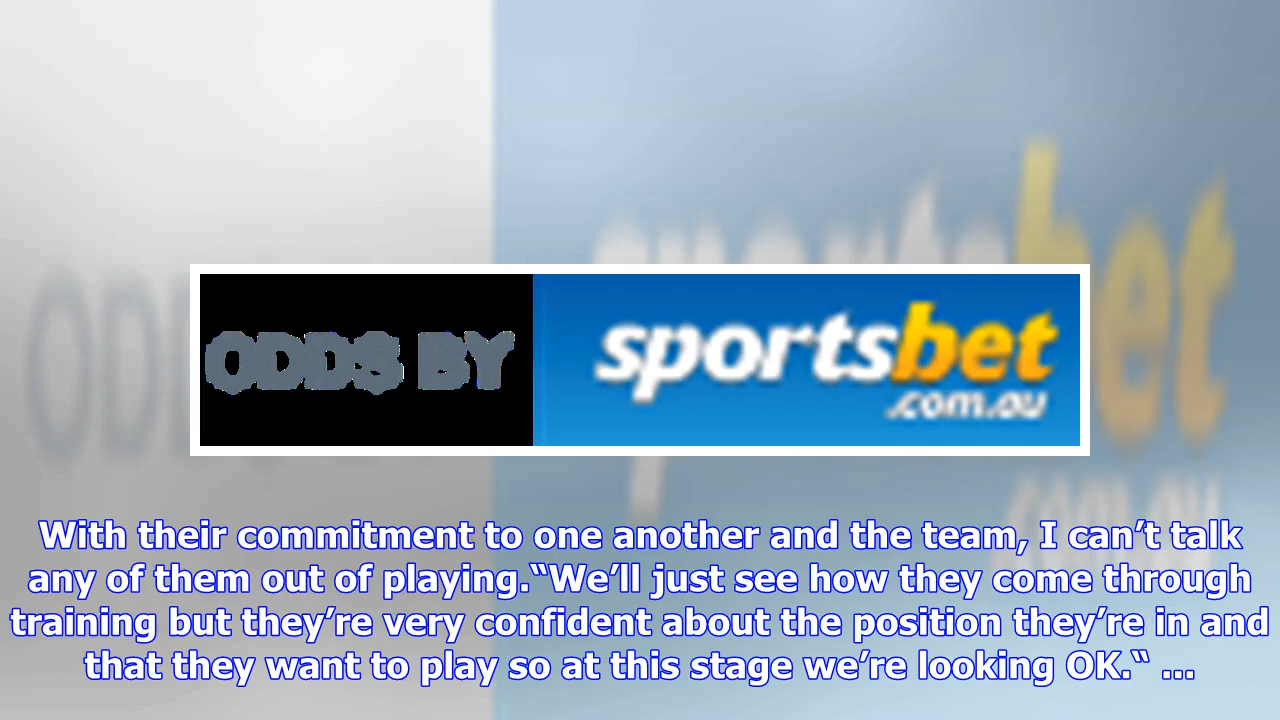 ODDS BY
sportsbet
.com.au
With their commitment to one another and the team, I can’t talk
any of them out of playing.“We’ll just see how they come through
training but they’re very confident about the position they’re in and
that they want to play so at this stage we’re looking OK.“ ...